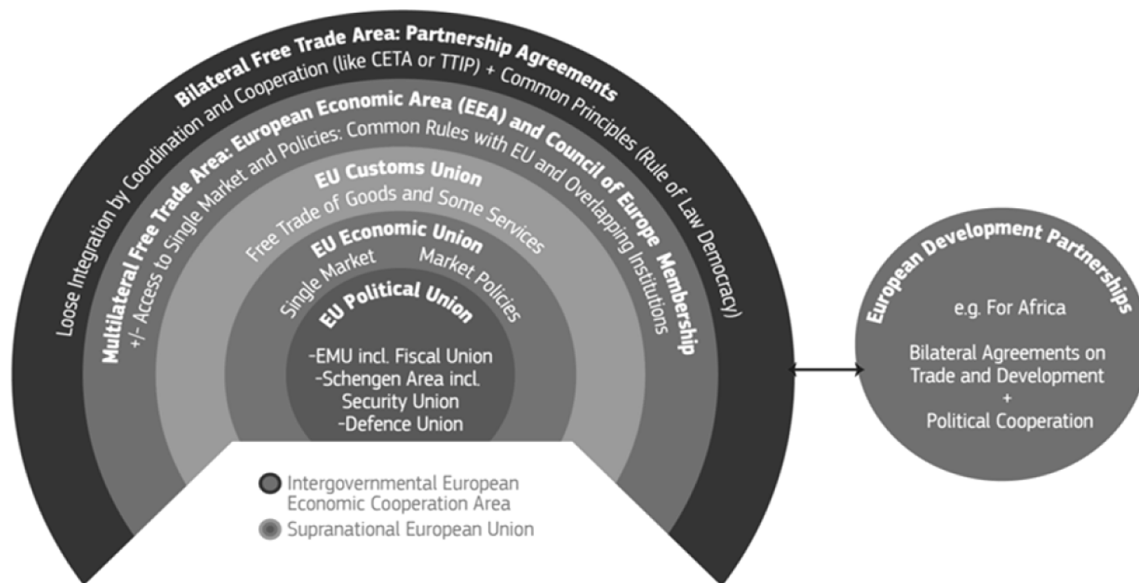 Bilateral Free Trade Area: Partnership Agreements
Loose Integration by Coordination and Cooperation (like CETA or TTIP) + Common Principles (Rule of Law Democracy)
Multilateral Free Trade Area: European Economic Area (EEA) and Council of Europe Membership
+/- Access to Single Market and Policies: Common Rules with EU and Overlapping Institutions
EU Customs Union
Free Trade of Goods and Some Services
EU Economic Union
Single Market Market Policies
EU Political Union
-EMU incl. Fiscal Union
-Schengen Area incl.
Security Union
-Defence Union
Intergovernmental European
Economic Cooperation Area
Supranational European Union
European Development Partnerships
e.g. For Africa
Bilateral Agreements on
Trade and Development
+
Political Cooperation